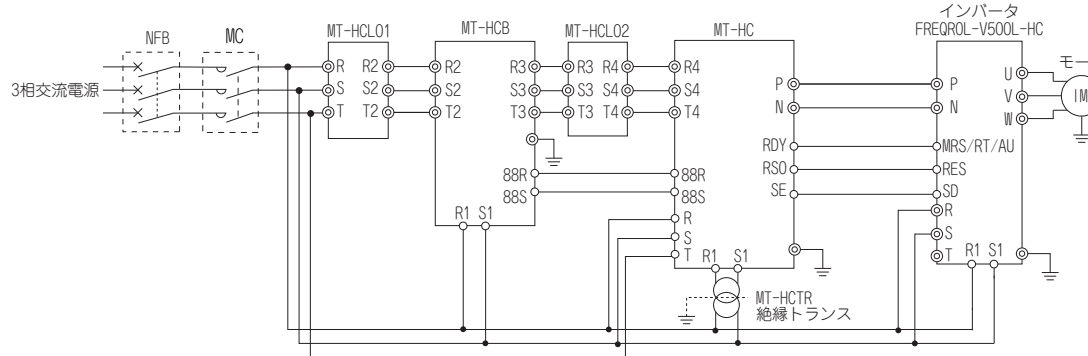 インバータ
FREQROL-V500L-HC
NFB
MC
MT-HCL01
MT-HCB
MT-HCL02
MT-HC
モー
3相交流電源
R R2 R2 R3 R3 R4 R4
S S2 S2 S3 S3 S4 S4
T T2 T2 T3 T3 T4 T4
P P
N N
U
V
W
IM
RDY MRS/RT/AU
RSO RES
SE SD
88R
88S
R
S
T
R
S
T
R1 S1
R1 S1
R1 S1
MT-HCTR
絶縁トランス